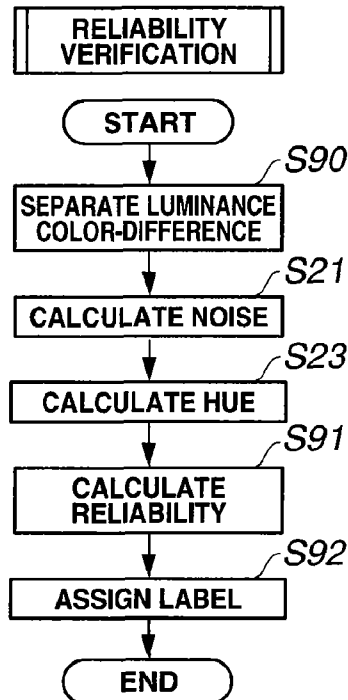 RELIABILITY
VERIFICATION
START
S90
SEPARATE LUMINANCE
COLOR-DIFFERENCE
S21
CALCULATE NOISE
S23
CALCULATE HUE
S91
CALCULATE
RELIABILITY
S92
ASSIGN LABEL
END